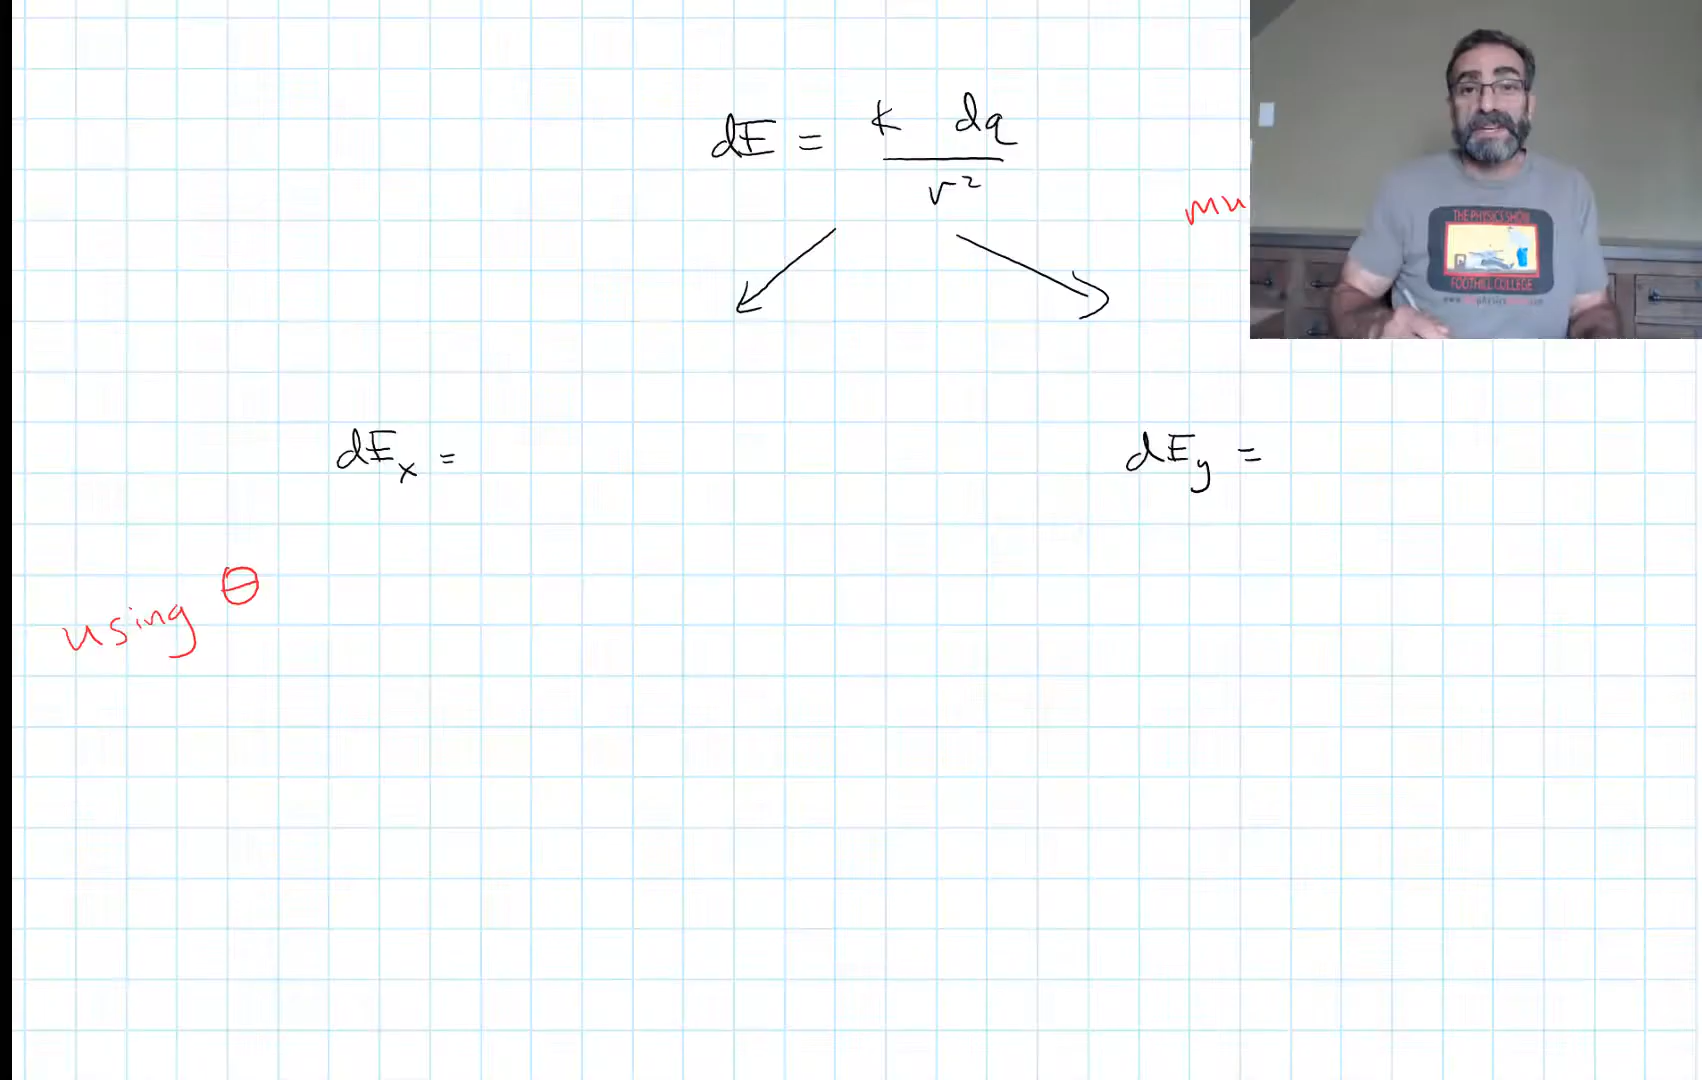 dE = k dq / r²
mu
dEx =
dEy =
using θ
THE PHYSICS SHOW
FOOTHILL COLLEGE